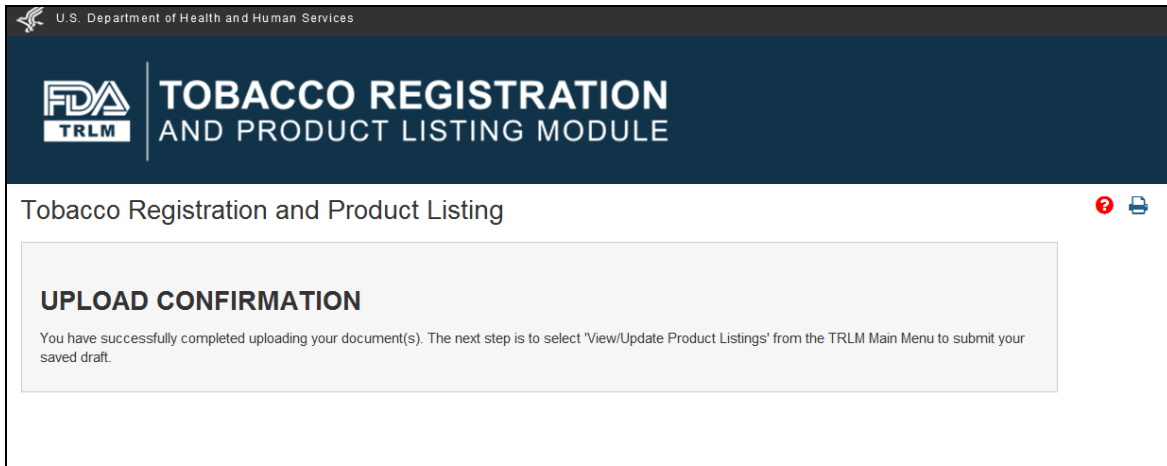 U.S. Department of Health and Human Services
FDA
TRLM
TOBACCO REGISTRATION
AND PRODUCT LISTING MODULE
Tobacco Registration and Product Listing
?
UPLOAD CONFIRMATION
You have successfully completed uploading your document(s). The next step is to select 'View/Update Product Listings' from the TRLM Main Menu to submit your
saved draft.